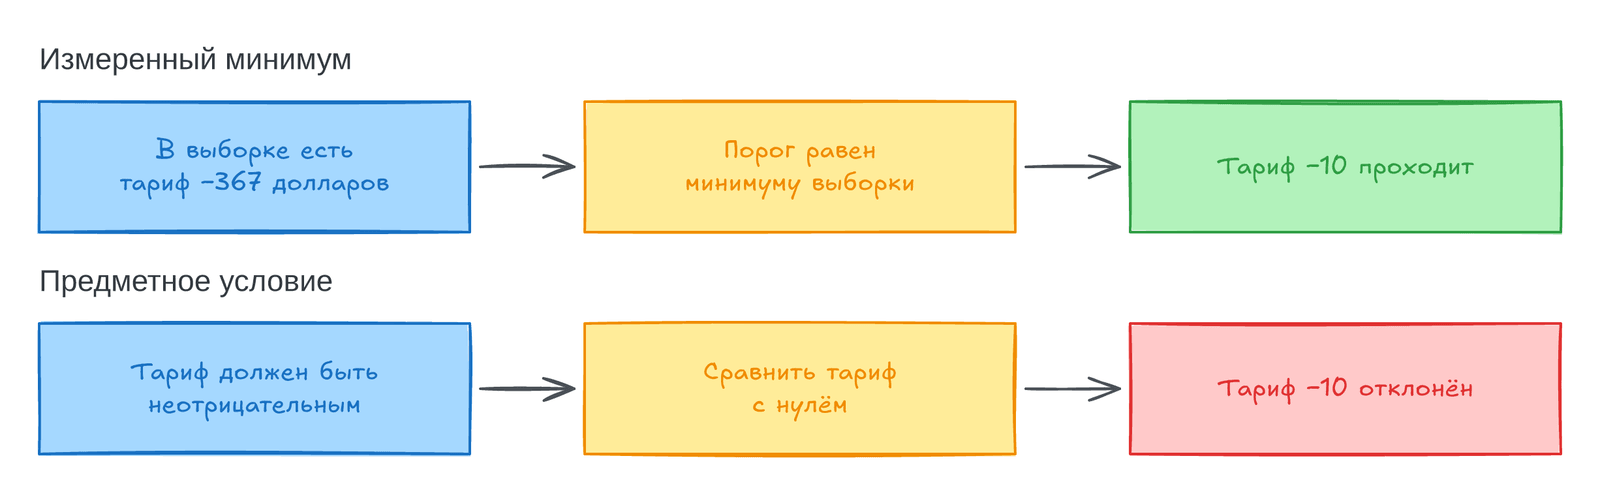 Измеренный минимум
В выборке есть
тариф −367 долларов
Порог равен
минимуму выборки
Тариф −10 проходит
Предметное условие
Тариф должен быть
неотрицательным
Сравнить тариф
с нулём
Тариф −10 отклонён